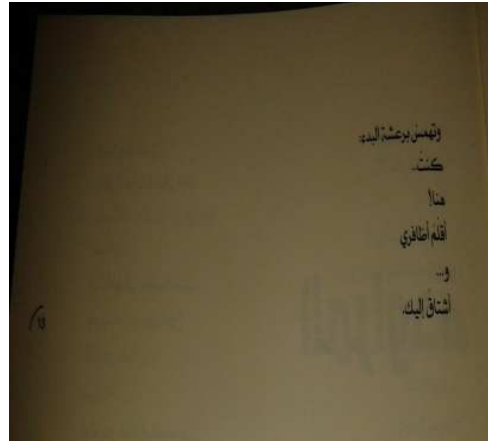 وتهمسُ برعشةِ البدء:
كنتُ..
هنا!
أقلّم أظافري
و...
أشتاقُ إليك.